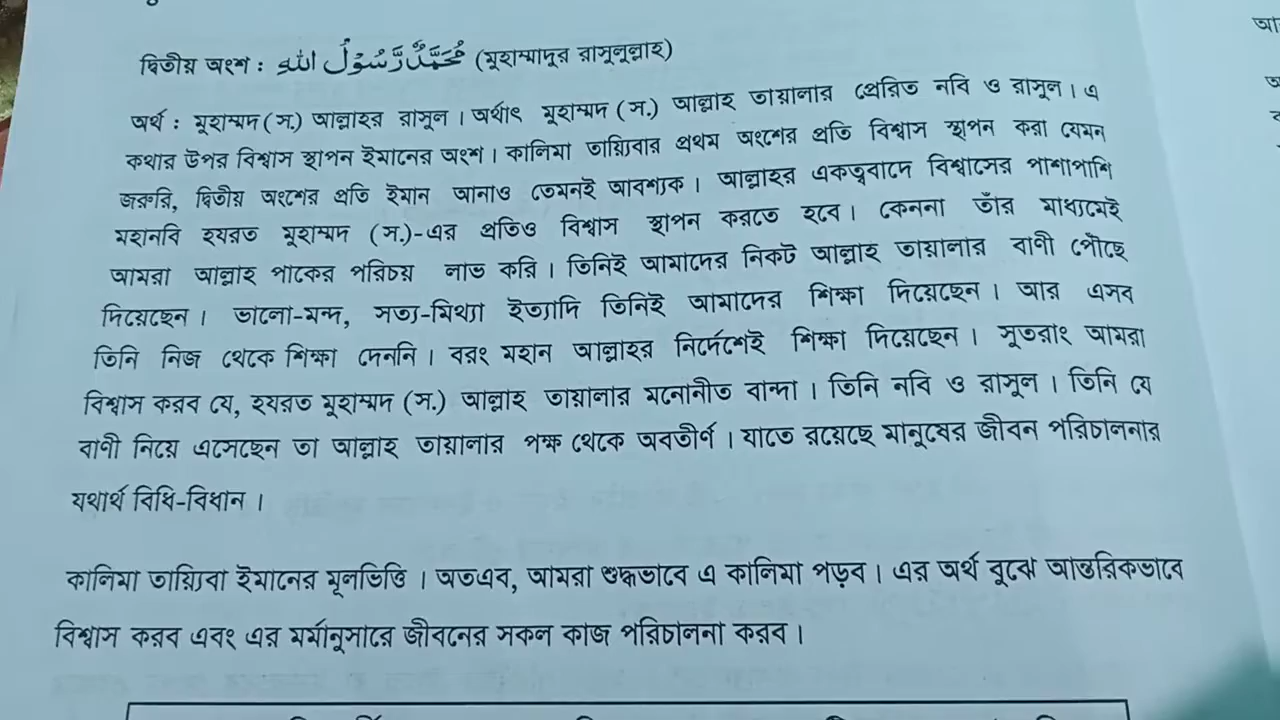 দ্বিতীয় অংশ : مُحَمَّدٌ رَّسُوْلُ اللهِ (মুহাম্মাদুর রাসুলুল্লাহ)
অর্থ : মুহাম্মদ (স.) আল্লাহর রাসুল । অর্থাৎ মুহাম্মদ (স.) আল্লাহ তায়ালার প্রেরিত নবি ও রাসুল । এ
কথার উপর বিশ্বাস স্থাপন ইমানের অংশ । কালিমা তায়্যিবার প্রথম অংশের প্রতি বিশ্বাস স্থাপন করা যেমন
জরুরি, দ্বিতীয় অংশের প্রতি ইমান আনাও তেমনই আবশ্যক । আল্লাহর একত্ববাদে বিশ্বাসের পাশাপাশি
মহানবি হযরত মুহাম্মদ (স.)-এর প্রতিও বিশ্বাস স্থাপন করতে হবে । কেননা তাঁর মাধ্যমেই
আমরা আল্লাহ পাকের পরিচয় লাভ করি । তিনিই আমাদের নিকট আল্লাহ তায়ালার বাণী পৌঁছে
দিয়েছেন । ভালো-মন্দ, সত্য-মিথ্যা ইত্যাদি তিনিই আমাদের শিক্ষা দিয়েছেন । আর এসব
তিনি নিজ থেকে শিক্ষা দেননি । বরং মহান আল্লাহর নির্দেশেই শিক্ষা দিয়েছেন । সুতরাং আমরা
বিশ্বাস করব যে, হযরত মুহাম্মদ (স.) আল্লাহ তায়ালার মনোনীত বান্দা । তিনি নবি ও রাসুল । তিনি যে
বাণী নিয়ে এসেছেন তা আল্লাহ তায়ালার পক্ষ থেকে অবতীর্ণ । যাতে রয়েছে মানুষের জীবন পরিচালনার
যথার্থ বিধি-বিধান ।
কালিমা তায়্যিবা ইমানের মূলভিত্তি । অতএব, আমরা শুদ্ধভাবে এ কালিমা পড়ব । এর অর্থ বুঝে আন্তরিকভাবে
বিশ্বাস করব এবং এর মর্মানুসারে জীবনের সকল কাজ পরিচালনা করব ।